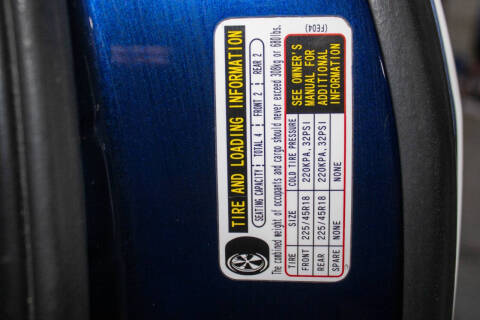 (FE04)
TIRE AND LOADING INFORMATION
SEATING CAPACITY TOTAL 4 FRONT 2 REAR 2
The combined weight of occupants and cargo should never exceed 308kg or 680lbs.
TIRE SIZE COLD TIRE PRESSURE
FRONT 225/45R18 220KPA, 32PSI
REAR 225/45R18 220KPA, 32PSI
SPARE NONE NONE
SEE OWNER'S
MANUAL FOR
ADDITIONAL
INFORMATION